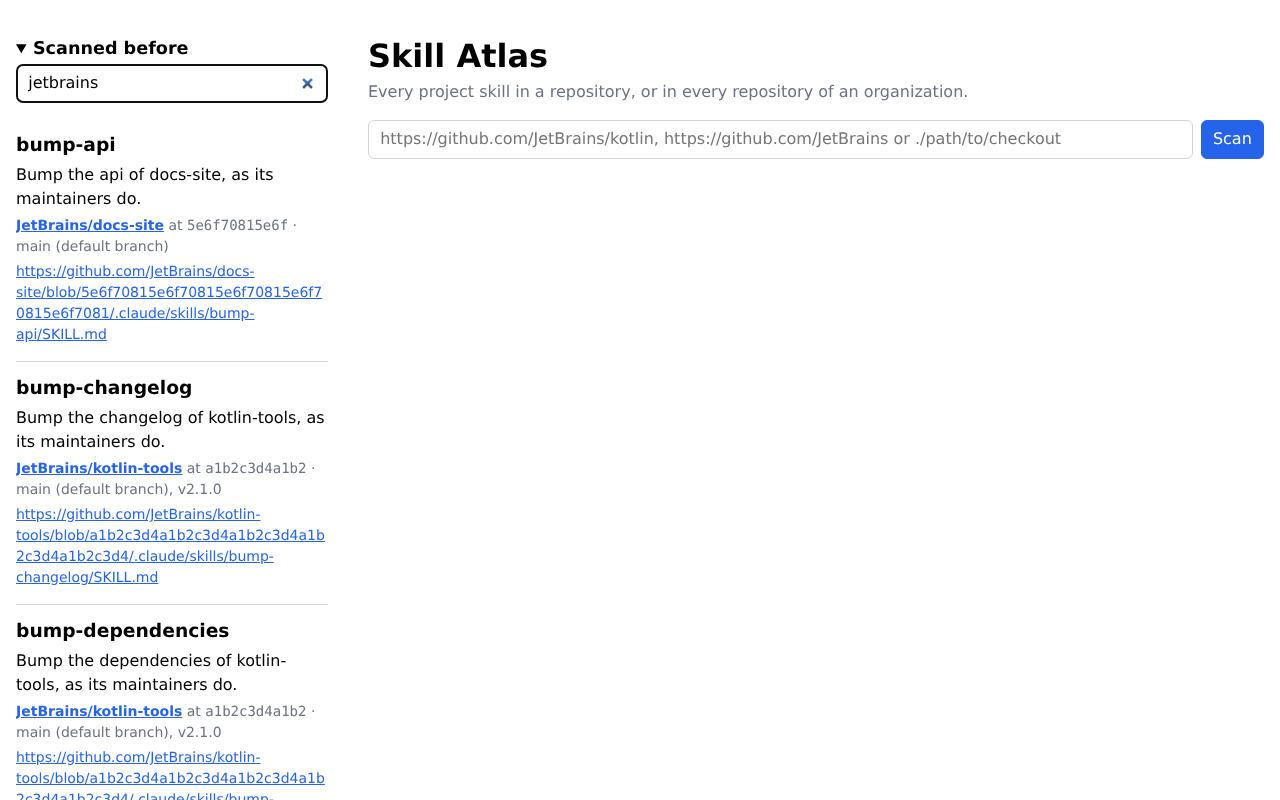 ▼ Scanned before
jetbrains
bump-api
Bump the api of docs-site, as its
maintainers do.
JetBrains/docs-site at 5e6f70815e6f ·
main (default branch)
https://github.com/JetBrains/docs-
site/blob/5e6f70815e6f70815e6f70815e6f7
0815e6f7081/.claude/skills/bump-
api/SKILL.md
bump-changelog
Bump the changelog of kotlin-tools, as
its maintainers do.
JetBrains/kotlin-tools at a1b2c3d4a1b2 ·
main (default branch), v2.1.0
https://github.com/JetBrains/kotlin-
tools/blob/a1b2c3d4a1b2c3d4a1b2c3d4a1b
2c3d4a1b2c3d4/.claude/skills/bump-
changelog/SKILL.md
bump-dependencies
Bump the dependencies of kotlin-
tools, as its maintainers do.
JetBrains/kotlin-tools at a1b2c3d4a1b2 ·
main (default branch), v2.1.0
https://github.com/JetBrains/kotlin-
tools/blob/a1b2c3d4a1b2c3d4a1b2c3d4a1b
2c3d4a1b2c3d4/.claude/skills/bump-
Skill Atlas
Every project skill in a repository, or in every repository of an organization.
https://github.com/JetBrains/kotlin, https://github.com/JetBrains or ./path/to/checkout
Scan